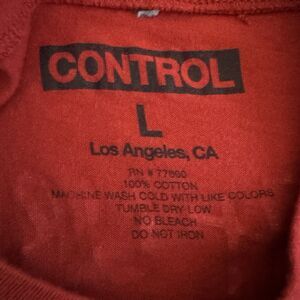 CONTROL
L
Los Angeles, CA
RN # 77660
100% COTTON
MACHINE WASH COLD WITH LIKE COLORS
TUMBLE DRY LOW
NO BLEACH
DO NOT IRON